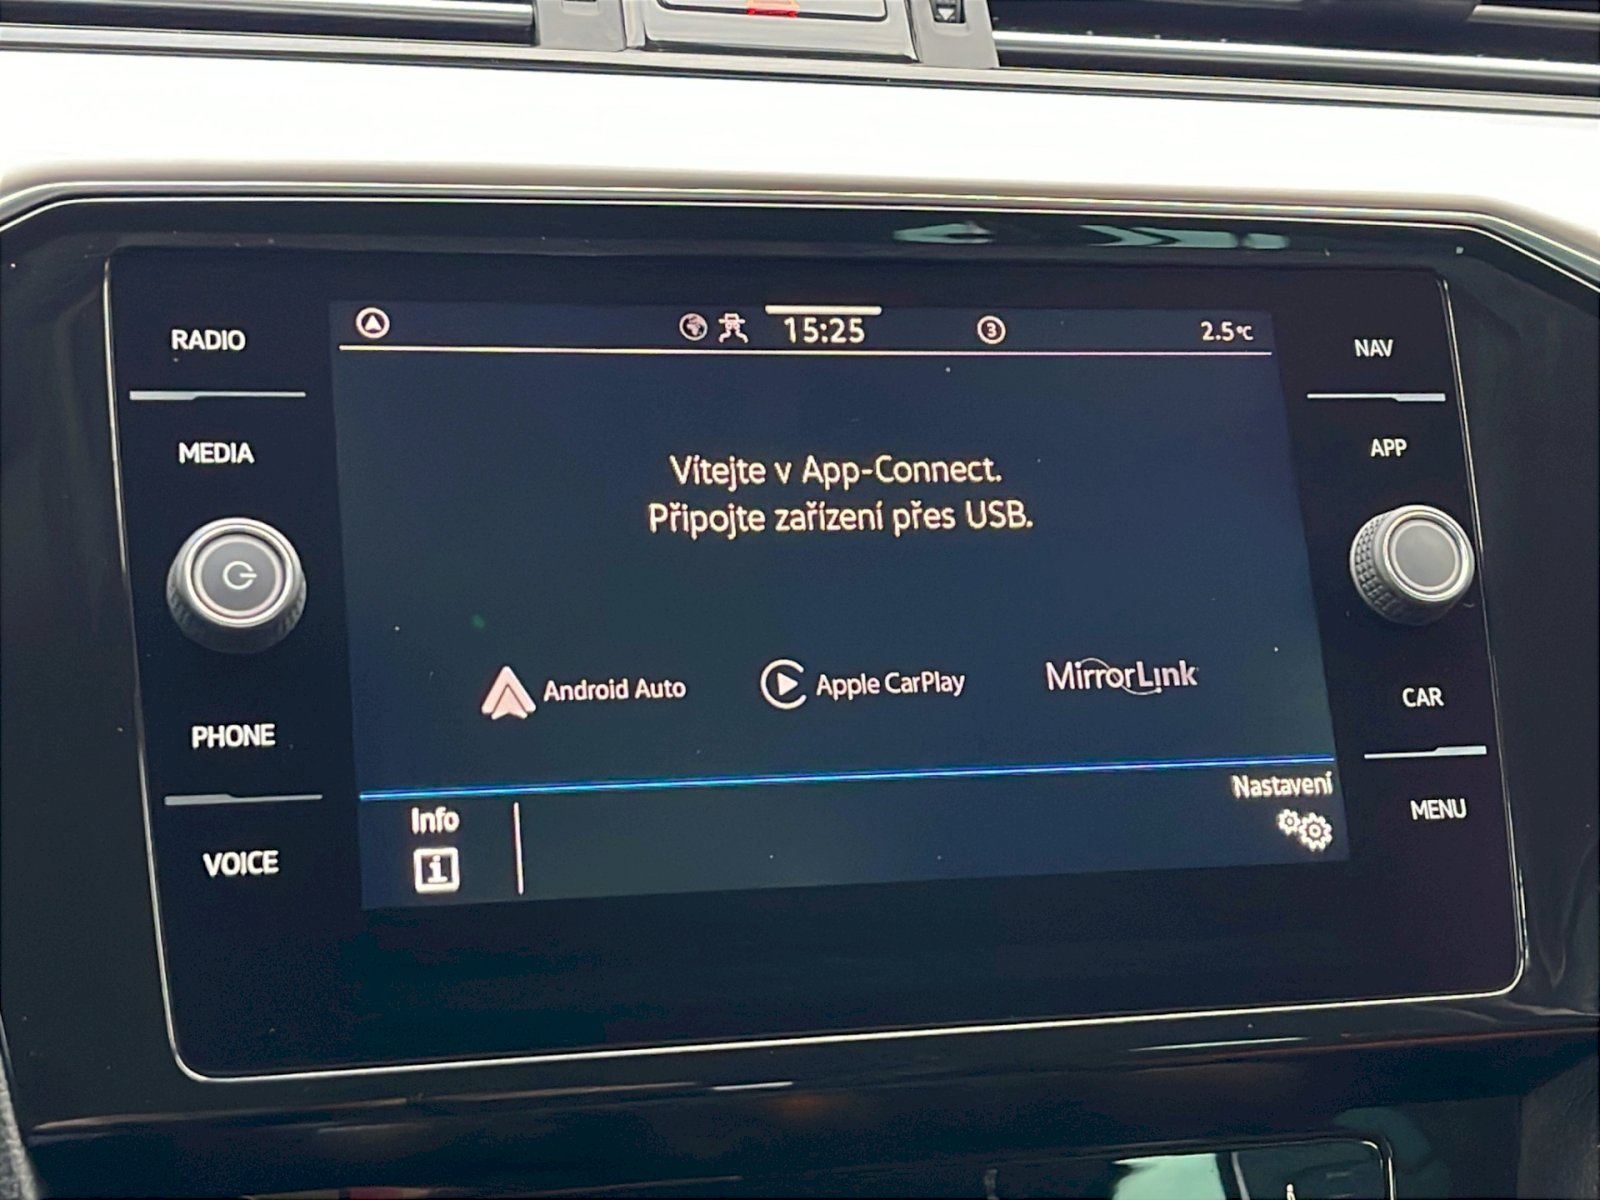 RADIO
MEDIA
PHONE
VOICE
15:25
3
2.5°C
Vítejte v App-Connect.
Připojte zařízení přes USB.
Android Auto
Apple CarPlay
MirrorLink
Info
i
Nastavení
NAV
APP
CAR
MENU